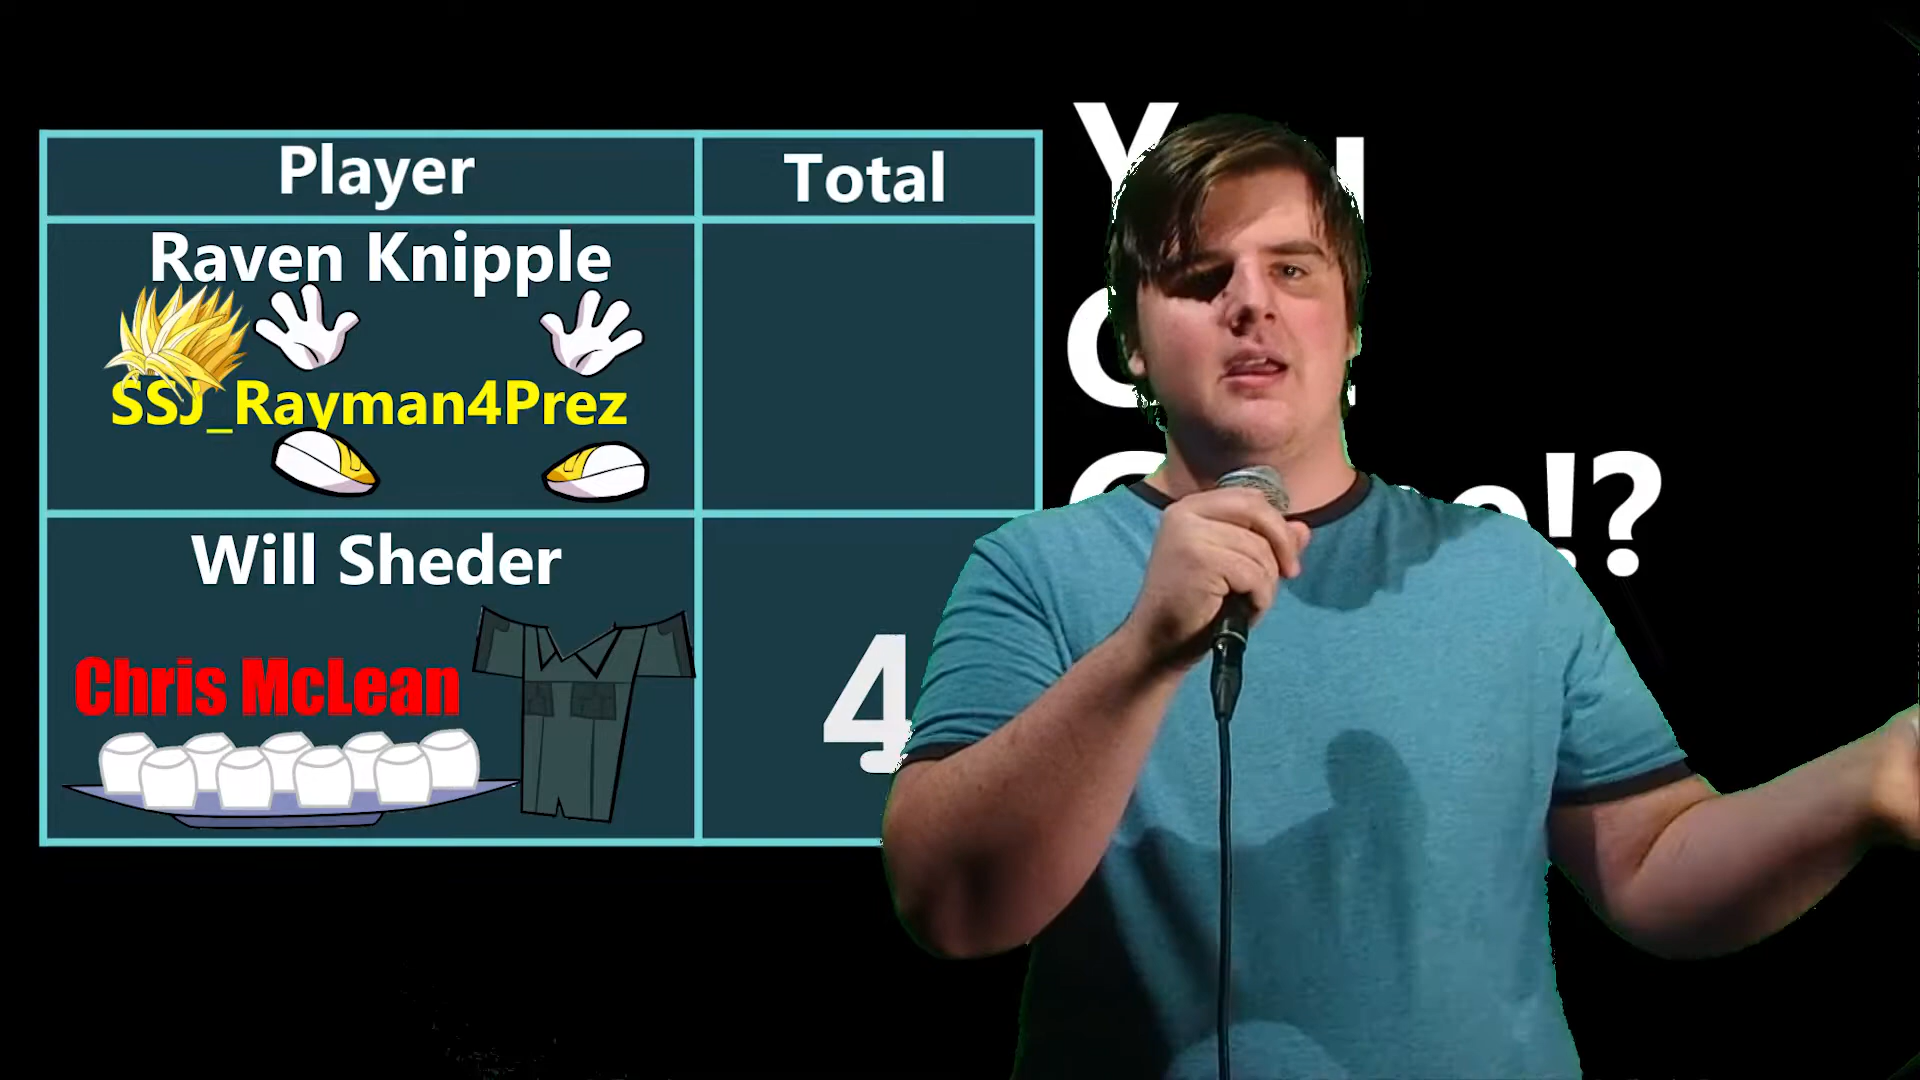 Player
Total
Raven Knipple
SSJ_Rayman4Prez
Will Sheder
Chris McLean
4
!?